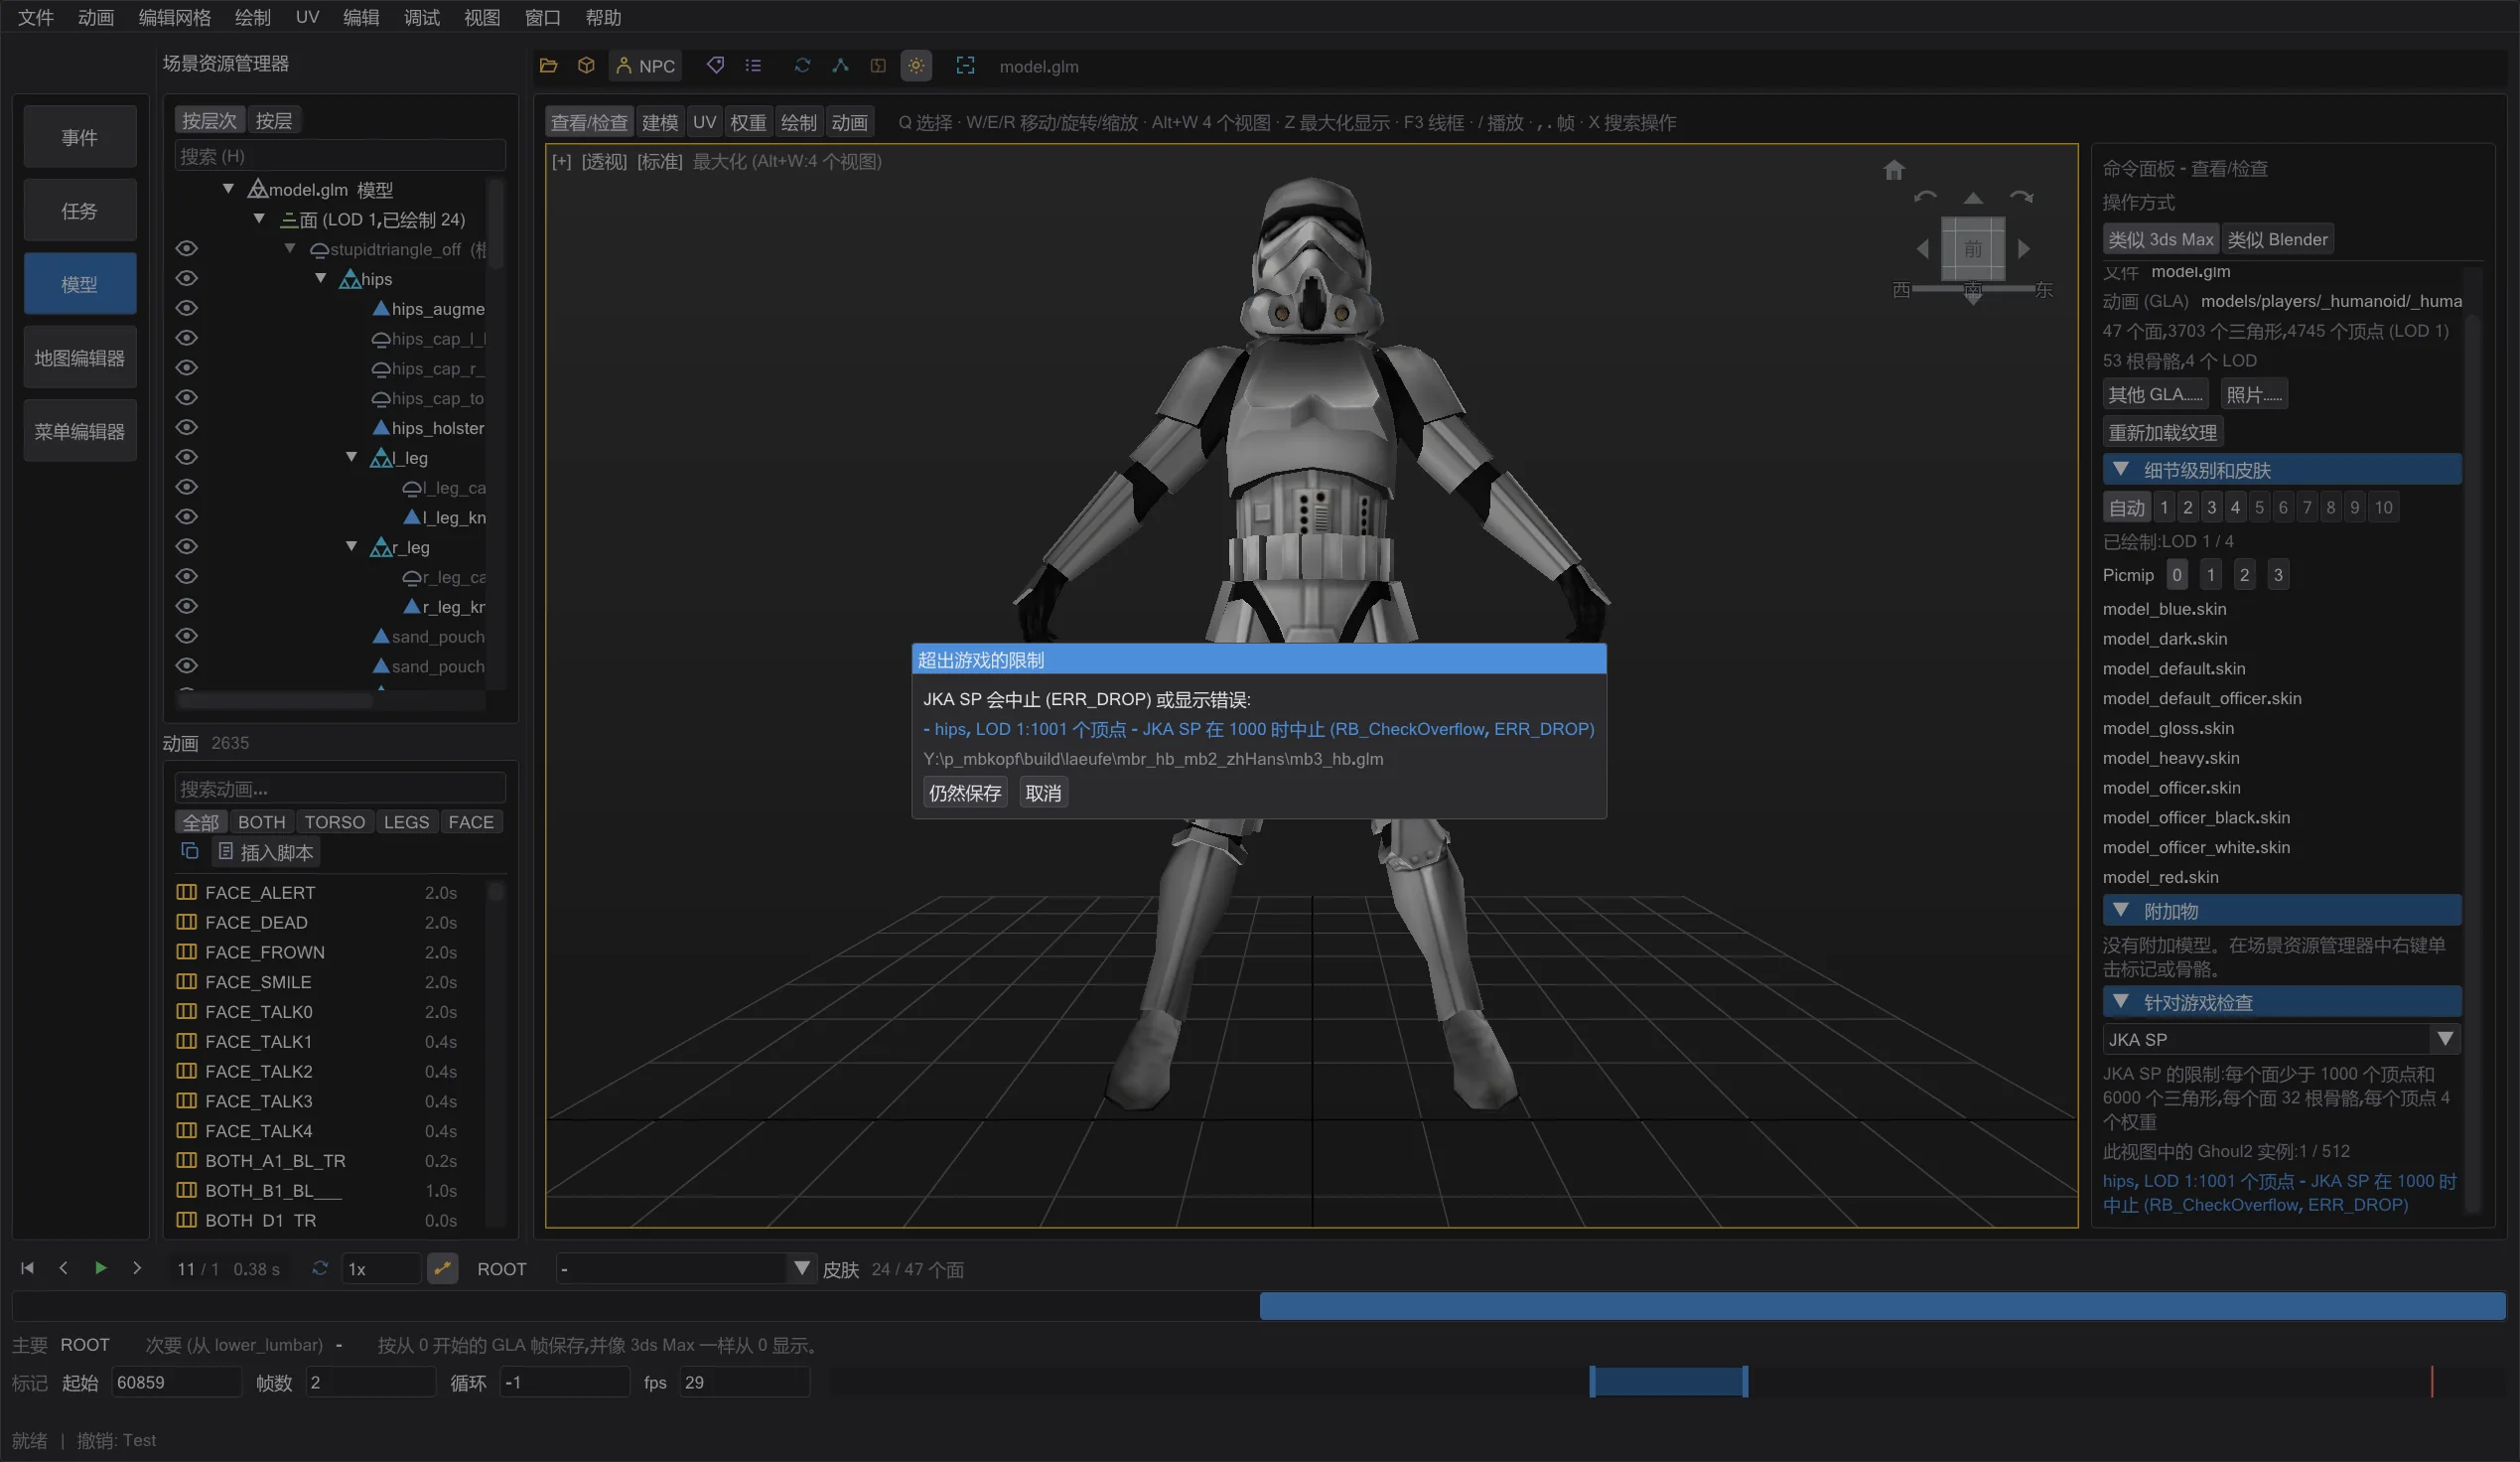 文件 动画 编辑网格 绘制 UV 编辑 调试 视图 窗口 帮助
场景资源管理器
NPC model.glm
事件
任务
模型
地图编辑器
菜单编辑器
按层次 按层
搜索 (H)
model.glm 模型
面 (LOD 1,已绘制 24)
stupidtriangle_off
hips
hips_augme
hips_cap_l_
hips_cap_r_
hips_cap_to
hips_holster
l_leg
l_leg_ca
l_leg_kn
r_leg
r_leg_ca
r_leg_kn
sand_pouch
sand_pouch
动画 2635
搜索动画...
全部 BOTH TORSO LEGS FACE
插入脚本
FACE_ALERT 2.0s
FACE_DEAD 2.0s
FACE_FROWN 2.0s
FACE_SMILE 2.0s
FACE_TALK0 2.0s
FACE_TALK1 0.4s
FACE_TALK2 0.4s
FACE_TALK3 0.4s
FACE_TALK4 0.4s
BOTH_A1_BL_TR 0.2s
BOTH_B1_BL___ 1.0s
BOTH_D1_TR 0.0s
查看/检查 建模 UV 权重 绘制 动画 Q 选择 · W/E/R 移动/旋转/缩放 · Alt+W 4 个视图 · Z 最大化显示 · F3 线框 · / 播放 · , . 帧 · X 搜索操作
[+] [透视] [标准] 最大化 (Alt+W:4 个视图)
前
西 南 东
超出游戏的限制
JKA SP 会中止 (ERR_DROP) 或显示错误:
- hips, LOD 1:1001 个顶点 - JKA SP 在 1000 时中止 (RB_CheckOverflow, ERR_DROP)
Y:\p_mbkopf\build\laeufe\mbr_hb_mb2_zhHans\mb3_hb.glm
仍然保存 取消
命令面板 - 查看/检查
操作方式
类似 3ds Max 类似 Blender
文件 model.glm
动画 (GLA) models/players/_humanoid/_huma
47 个面,3703 个三角形,4745 个顶点 (LOD 1)
53 根骨骼,4 个 LOD
其他 GLA...... 照片......
重新加载纹理
细节级别和皮肤
自动 1 2 3 4 5 6 7 8 9 10
已绘制:LOD 1 / 4
Picmip 0 1 2 3
model_blue.skin
model_dark.skin
model_default.skin
model_default_officer.skin
model_gloss.skin
model_heavy.skin
model_officer.skin
model_officer_black.skin
model_officer_white.skin
model_red.skin
附加物
没有附加模型。在场景资源管理器中右键单
击标记或骨骼。
针对游戏检查
JKA SP
JKA SP 的限制:每个面少于 1000 个顶点和
6000 个三角形,每个面 32 根骨骼,每个顶点 4
个权重
此视图中的 Ghoul2 实例:1 / 512
hips, LOD 1:1001 个顶点 - JKA SP 在 1000 时
中止 (RB_CheckOverflow, ERR_DROP)
11 / 1 0.38 s 1x ROOT - 皮肤 24 / 47 个面
主要 ROOT 次要 (从 lower_lumbar) - 按从 0 开始的 GLA 帧保存,并像 3ds Max 一样从 0 显示。
标记 起始 60859 帧数 2 循环 -1 fps 29
就绪 | 撤销: Test